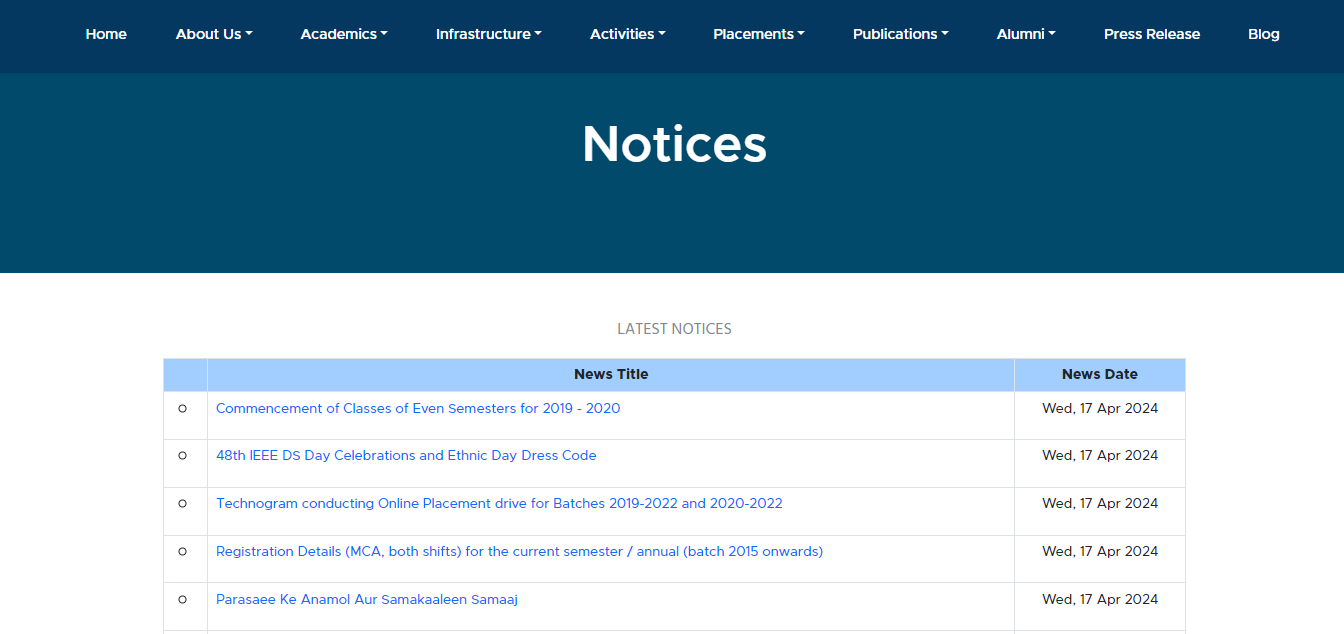 Home About Us Academics Infrastructure Activities Placements Publications Alumni Press Release Blog
Notices
LATEST NOTICES
News Title News Date
Commencement of Classes of Even Semesters for 2019 - 2020 Wed, 17 Apr 2024
48th IEEE DS Day Celebrations and Ethnic Day Dress Code Wed, 17 Apr 2024
Technogram conducting Online Placement drive for Batches 2019-2022 and 2020-2022 Wed, 17 Apr 2024
Registration Details (MCA, both shifts) for the current semester / annual (batch 2015 onwards) Wed, 17 Apr 2024
Parasaee Ke Anamol Aur Samakaaleen Samaaj Wed, 17 Apr 2024